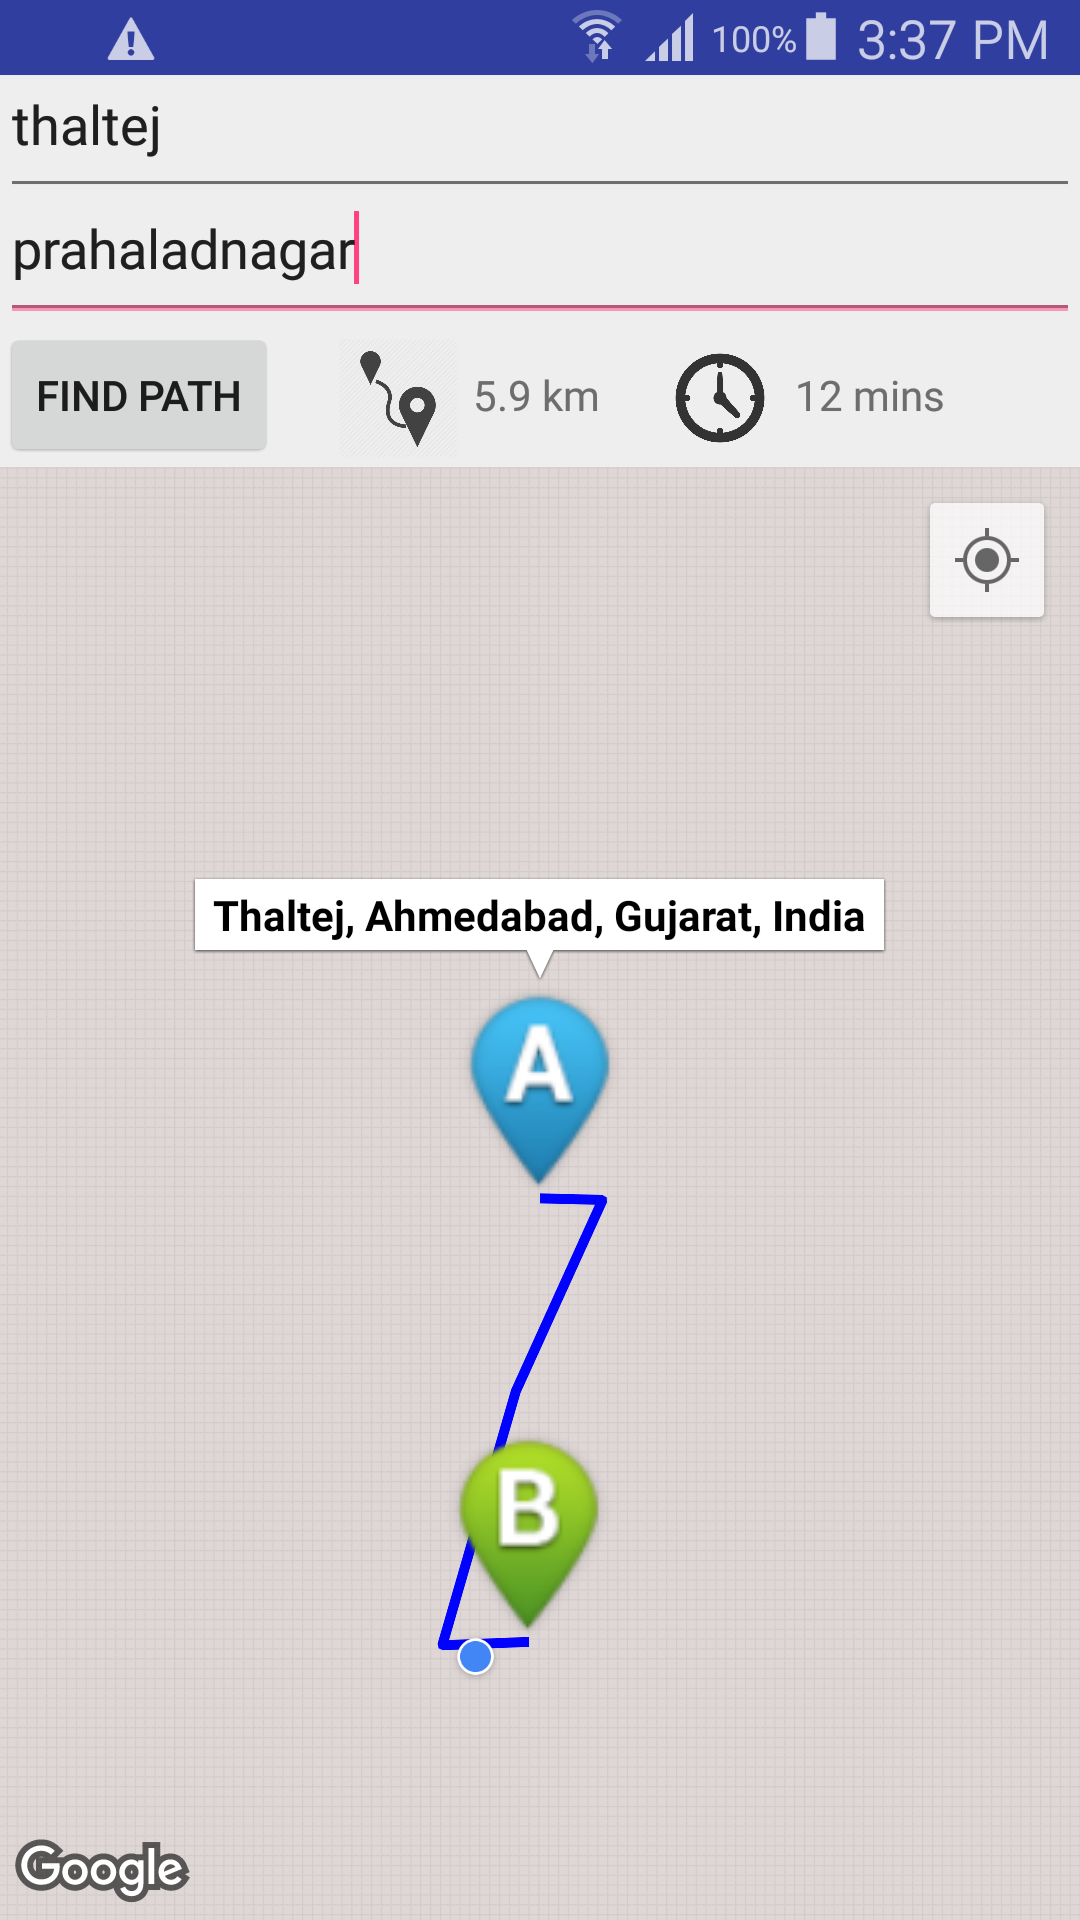 100% 3:37 PM
thaltej
prahaladnagar
FIND PATH 5.9 km 12 mins
Thaltej, Ahmedabad, Gujarat, India
A
B
Google